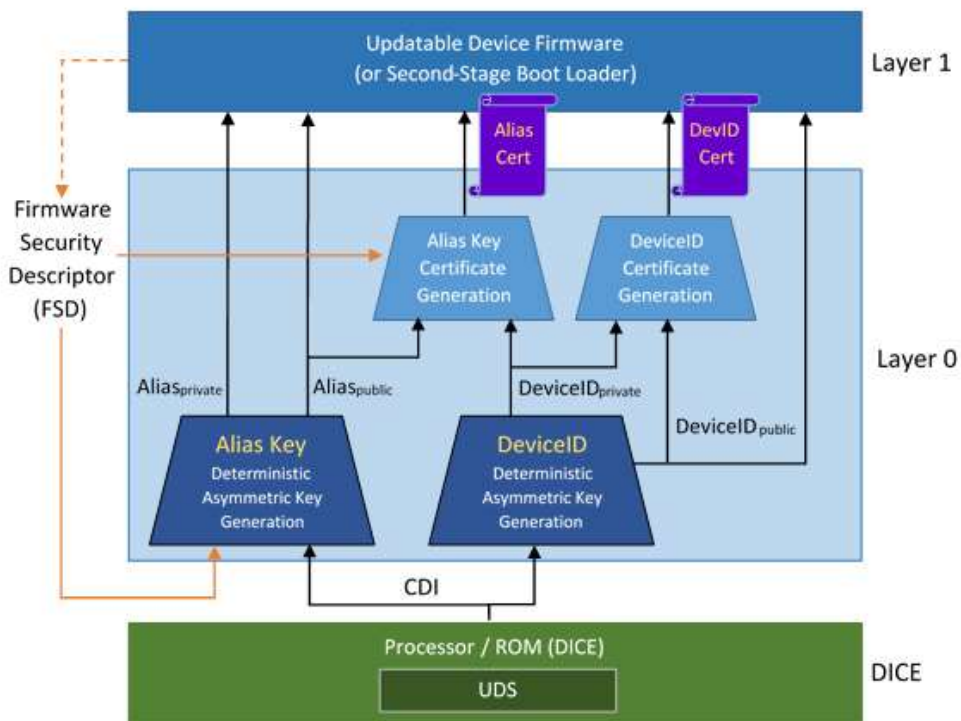 Updatable Device Firmware
(or Second-Stage Boot Loader)
Layer 1
Alias
Cert
DevID
Cert
Firmware
Security
Descriptor
(FSD)
Alias Key
Certificate
Generation
DeviceID
Certificate
Generation
Layer 0
Aliasprivate
Aliaspublic
DeviceIDprivate
DeviceIDpublic
Alias Key
Deterministic
Asymmetric Key
Generation
DeviceID
Deterministic
Asymmetric Key
Generation
CDI
Processor / ROM (DICE)
UDS
DICE